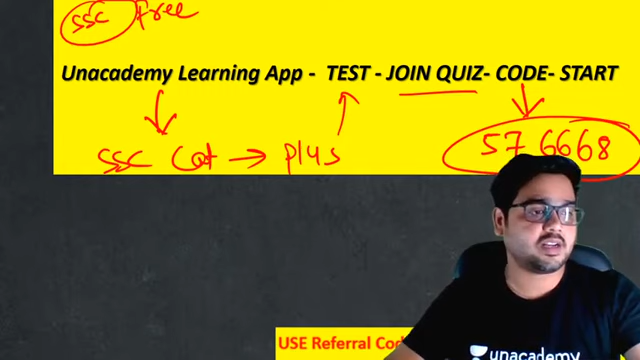 ssc free
Unacademy Learning App - TEST - JOIN QUIZ- CODE- START
SSC Cat → plus
57 6668
USE Referral Cod
unacademy